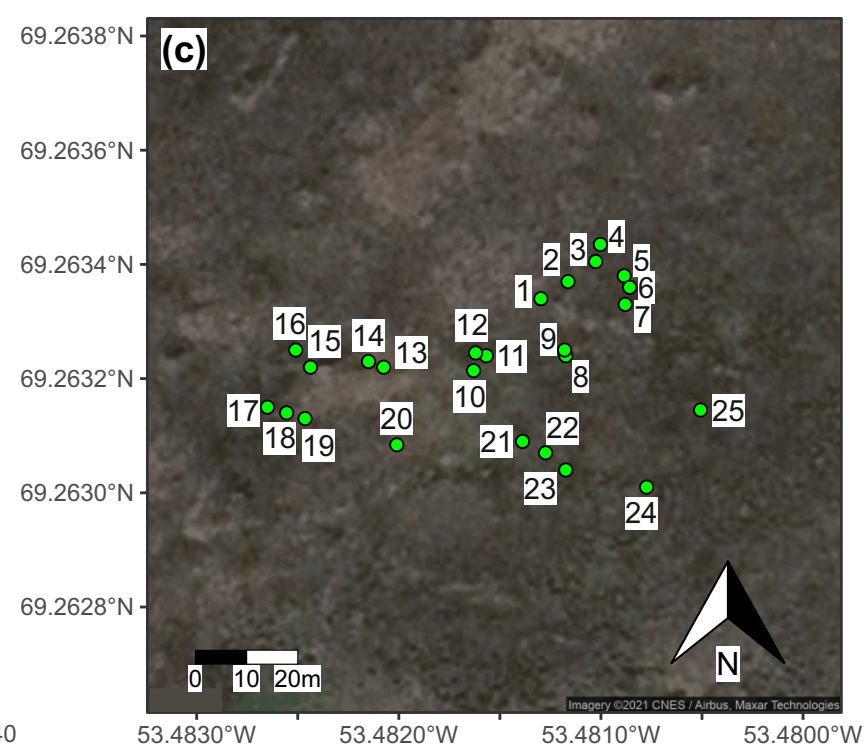 (c)
69.2638°N
69.2636°N
69.2634°N
69.2632°N
69.2630°N
69.2628°N
4
3
2
5
6
1
7
16
12
9
15
14
13
11
8
10
17
20
25
18
19
21
22
23
24
N
0 10 20m
Imagery ©2021 CNES / Airbus, Maxar Technologies
40 53.4830°W 53.4820°W 53.4810°W 53.4800°W